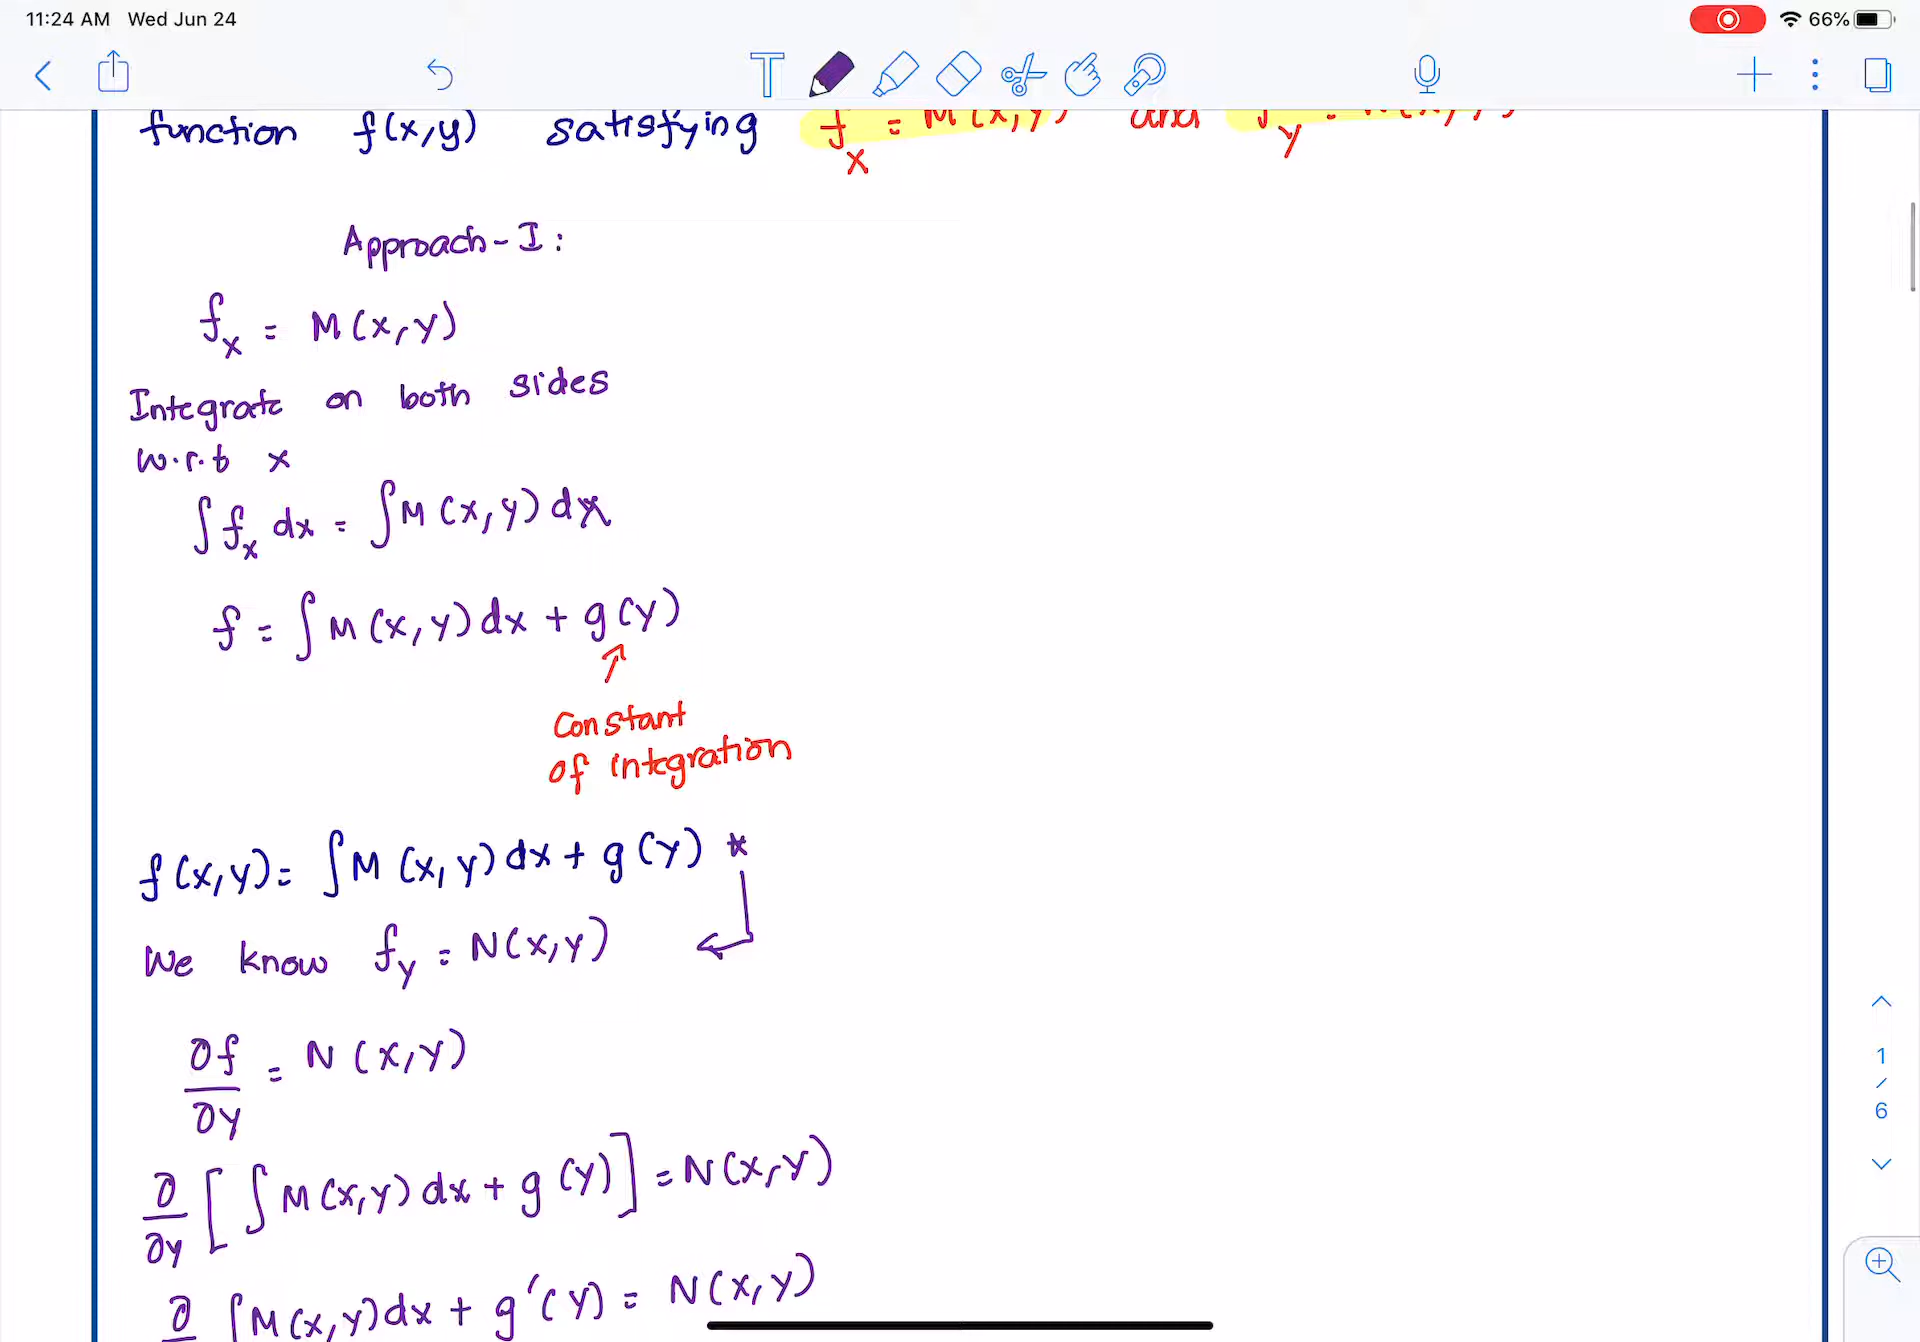 11:24 AM Wed Jun 24
66%
T
function f(x,y) satisfying f_x = M(x,y) and f_y = N(x,y)
Approach-I:
f_x = M(x,y)
Integrate on both sides
w.r.t x
∫ f_x dx = ∫ M(x,y) dx
f = ∫ M(x,y) dx + g(y)
↑
Constant
of integration
f(x,y) = ∫ M(x,y) dx + g(y) *
We know f_y = N(x,y)
∂f/∂y = N(x,y)
∂/∂y [ ∫ M(x,y) dx + g(y) ] = N(x,y)
∂ ∫ M(x,y) dx + g'(y) = N(x,y)
1
/
6